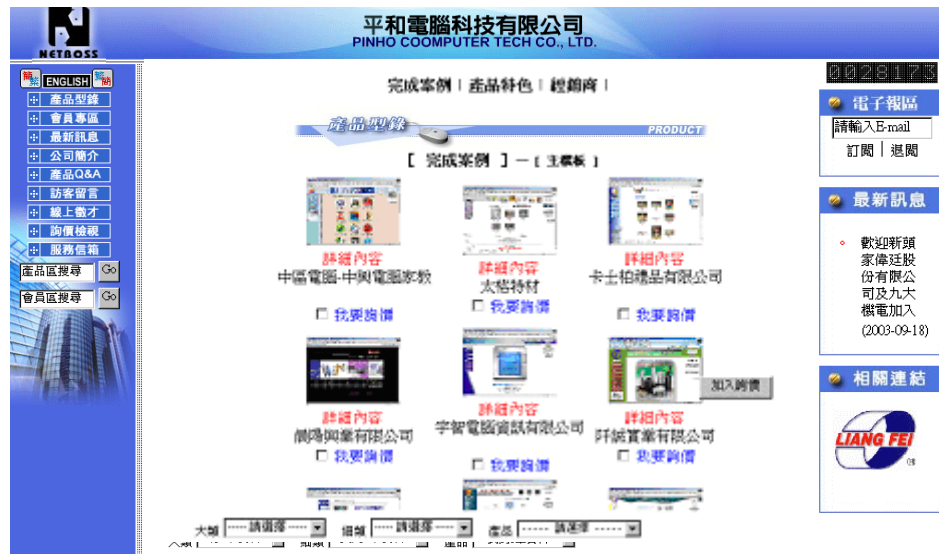 NETBOSS
平和電腦科技有限公司
PINHO COOMPUTER TECH CO., LTD.
簡繁 ENGLISH 繁簡
產品型錄
會員專區
最新訊息
公司簡介
產品Q&A
訪客留言
線上徵才
詢價檢視
服務信箱
產品區搜尋 Go
會員區搜尋 Go
完成案例 | 產品特色 | 經銷商 |
產品型錄
PRODUCT
[ 完成案例 ] — [ 主機板 ]
詳細內容
中區電腦-中興電腦家教
我要詢價
詳細內容
太格特材
我要詢價
詳細內容
卡士柏禮品有限公司
我要詢價
詳細內容
興業有限公司
我要詢價
詳細內容
宇智電腦資訊有限公司
我要詢價
詳細內容
阡誠實業有限公司
我要詢價
加入詢價
大類 ---- 請選擇 ---- 細類 ---- 請選擇 ---- 產品 ----- 請選擇 -----
0028173
電子報區
請輸入E-mail
訂閱 | 退閱
最新訊息
歡迎新頭
家偉廷股
份有限公
司及九大
機電加入
(2003-09-18)
相關連結
LIANG FEI